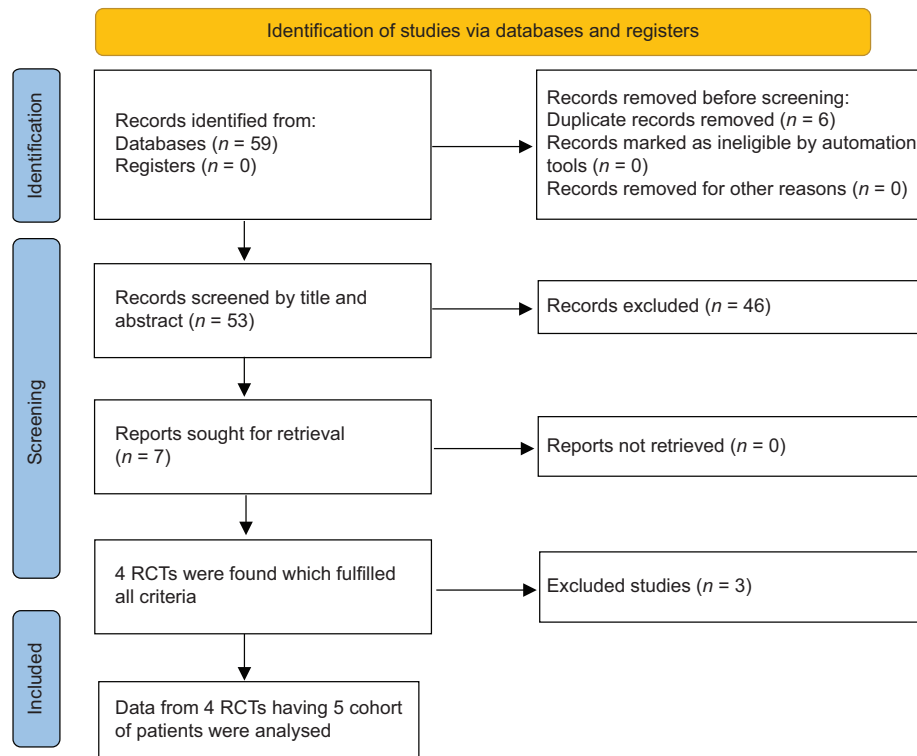 Identification of studies via databases and registers
Identification
Records identified from:
Databases (n = 59)
Registers (n = 0)
Records removed before screening:
Duplicate records removed (n = 6)
Records marked as ineligible by automation
tools (n = 0)
Records removed for other reasons (n = 0)
Screening
Records screened by title and
abstract (n = 53)
Records excluded (n = 46)
Reports sought for retrieval
(n = 7)
Reports not retrieved (n = 0)
4 RCTs were found which fulfilled
all criteria
Excluded studies (n = 3)
Included
Data from 4 RCTs having 5 cohort
of patients were analysed